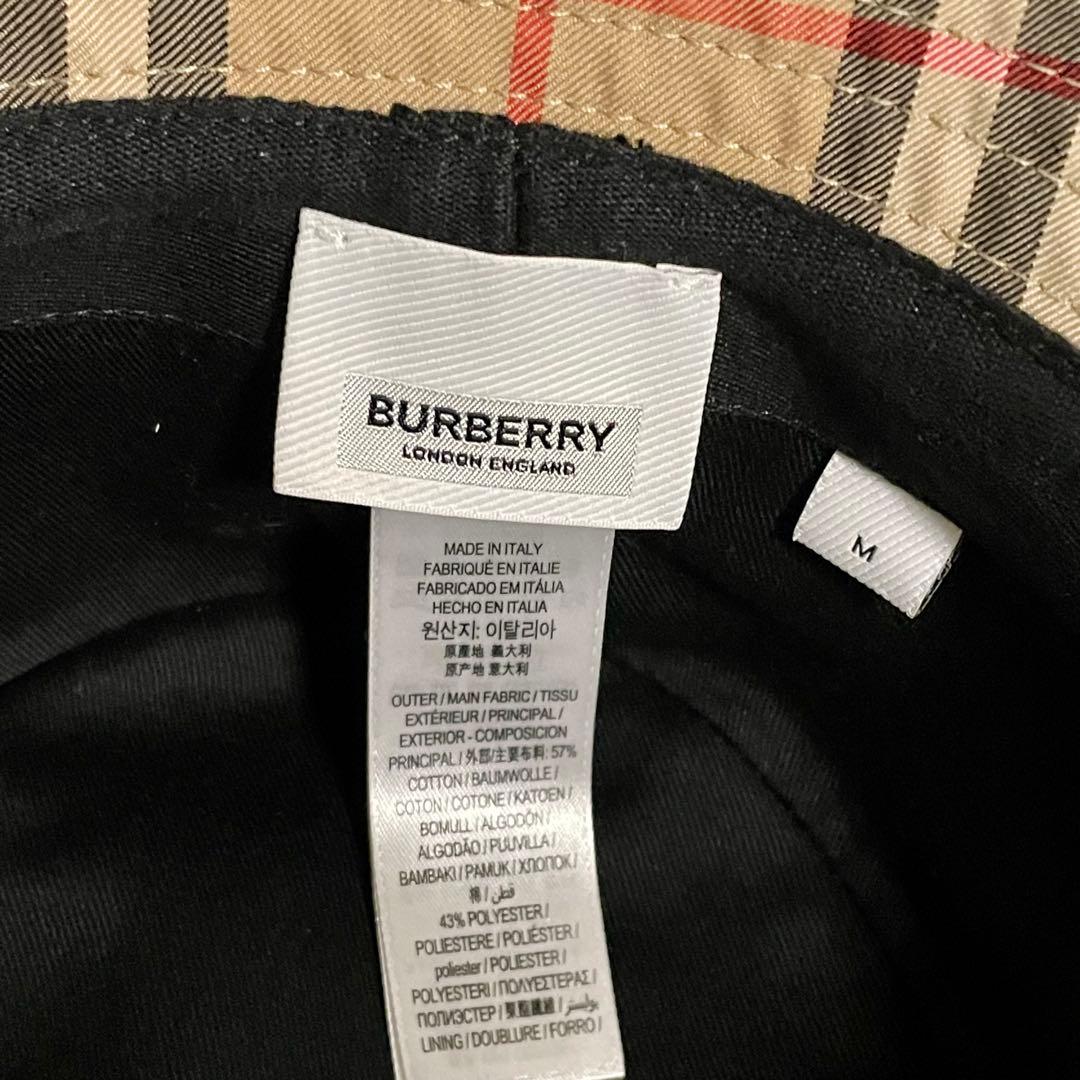 BURBERRY
LONDON ENGLAND
M
MADE IN ITALY
FABRIQUÉ EN ITALIE
FABRICADO EM ITÁLIA
HECHO EN ITALIA
원산지: 이탈리아
原產地 義大利
原产地 意大利
OUTER / MAIN FABRIC / TISSU
EXTÉRIEUR / PRINCIPAL /
EXTERIOR - COMPOSICION
PRINCIPAL / 外部/主要布料: 57%
COTTON / BAUMWOLLE /
COTON / COTONE / KATOEN /
BOMULL / ALGODÓN /
ALGODÃO / PUUVILLA /
ΒΑΜΒΑΚΙ / PAMUK / ХЛОПОК /
棉 / قطن
43% POLYESTER /
POLIESTERE / POLIÉSTER /
poliester / POLIESTER /
POLYESTERI / ΠΟΛΥΕΣΤΕΡΑΣ /
ПОЛИЭСТЕР / 聚酯纖維 / بوليستر /
LINING / DOUBLURE / FORRO /